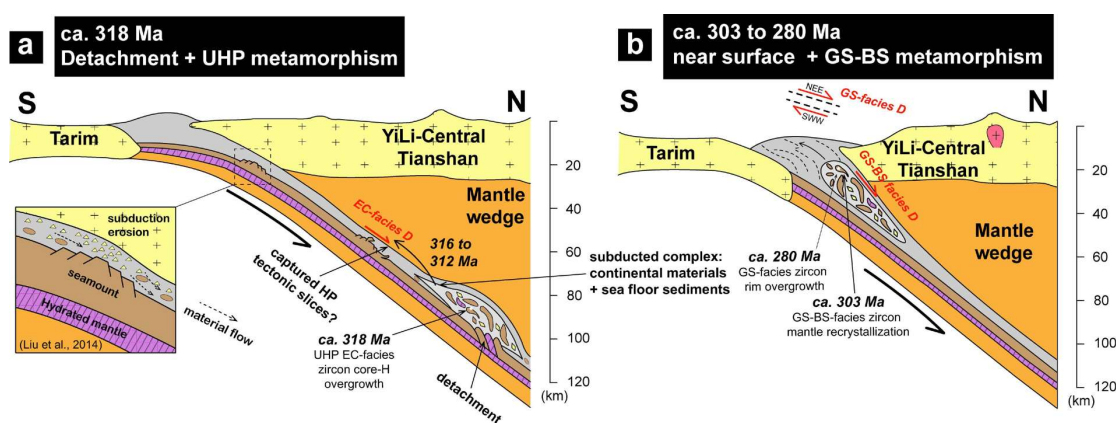 a
ca. 318 Ma
Detachment + UHP metamorphism
S
N
Tarim
YiLi-Central
Tianshan
Mantle
wedge
EC-facies D
316 to
312 Ma
subduction
erosion
seamount
Hydrated mantle
(Liu et al., 2014)
material flow
captured HP
tectonic slices?
ca. 318 Ma
UHP EC-facies
zircon core-H
overgrowth
detachment
20
40
60
80
100
120
(km)
subducted complex:
continental materials
+ sea floor sediments
b
ca. 303 to 280 Ma
near surface + GS-BS metamorphism
S
N
NEE
SWW
GS-facies D
Tarim
YiLi-Central
Tianshan
GS-BS-facies D
Mantle
wedge
ca. 280 Ma
GS-facies zircon
rim overgrowth
ca. 303 Ma
GS-BS-facies zircon
mantle recrystallization
20
40
60
80
100
120
(km)